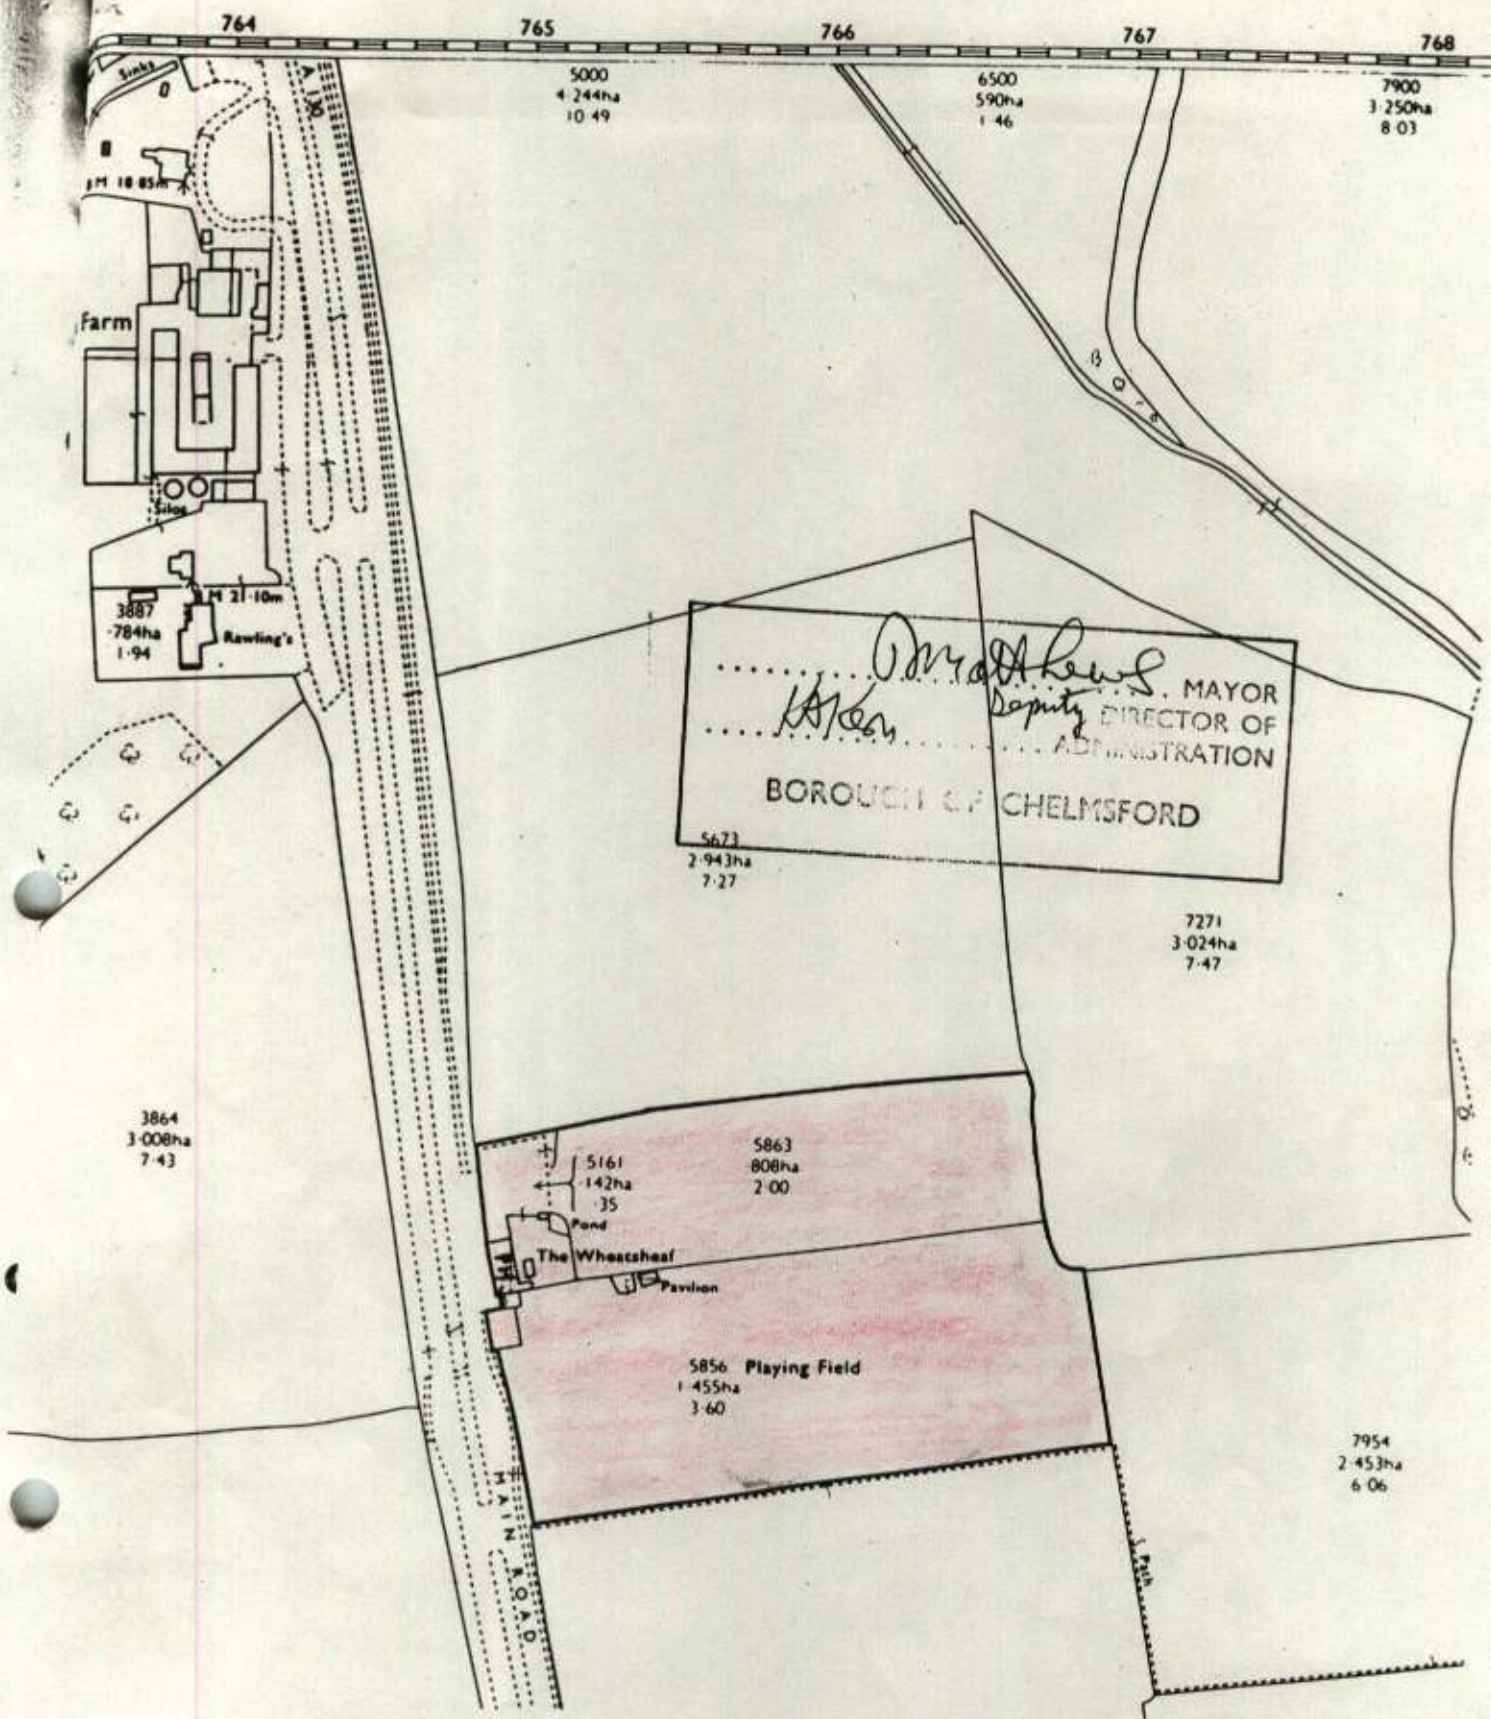 764 765 766 767 768
5000
4·244ha
10·49
6500
·590ha
1·46
7900
3·250ha
8·03
Sinks
A 130
BM 18·85m
Farm
Silos
BM 21·10m
3887
·784ha
1·94
Rawling's
MAYOR
Deputy DIRECTOR OF
ADMINISTRATION
BOROUGH OF CHELMSFORD
5673
2·943ha
7·27
7271
3·024ha
7·47
3864
3·008ha
7·43
5161
·142ha
·35
5863
·808ha
2·00
Pond
PH
The Wheatsheaf
Pavilion
5856 Playing Field
1·455ha
3·60
7954
2·453ha
6·06
MAIN ROAD
Path